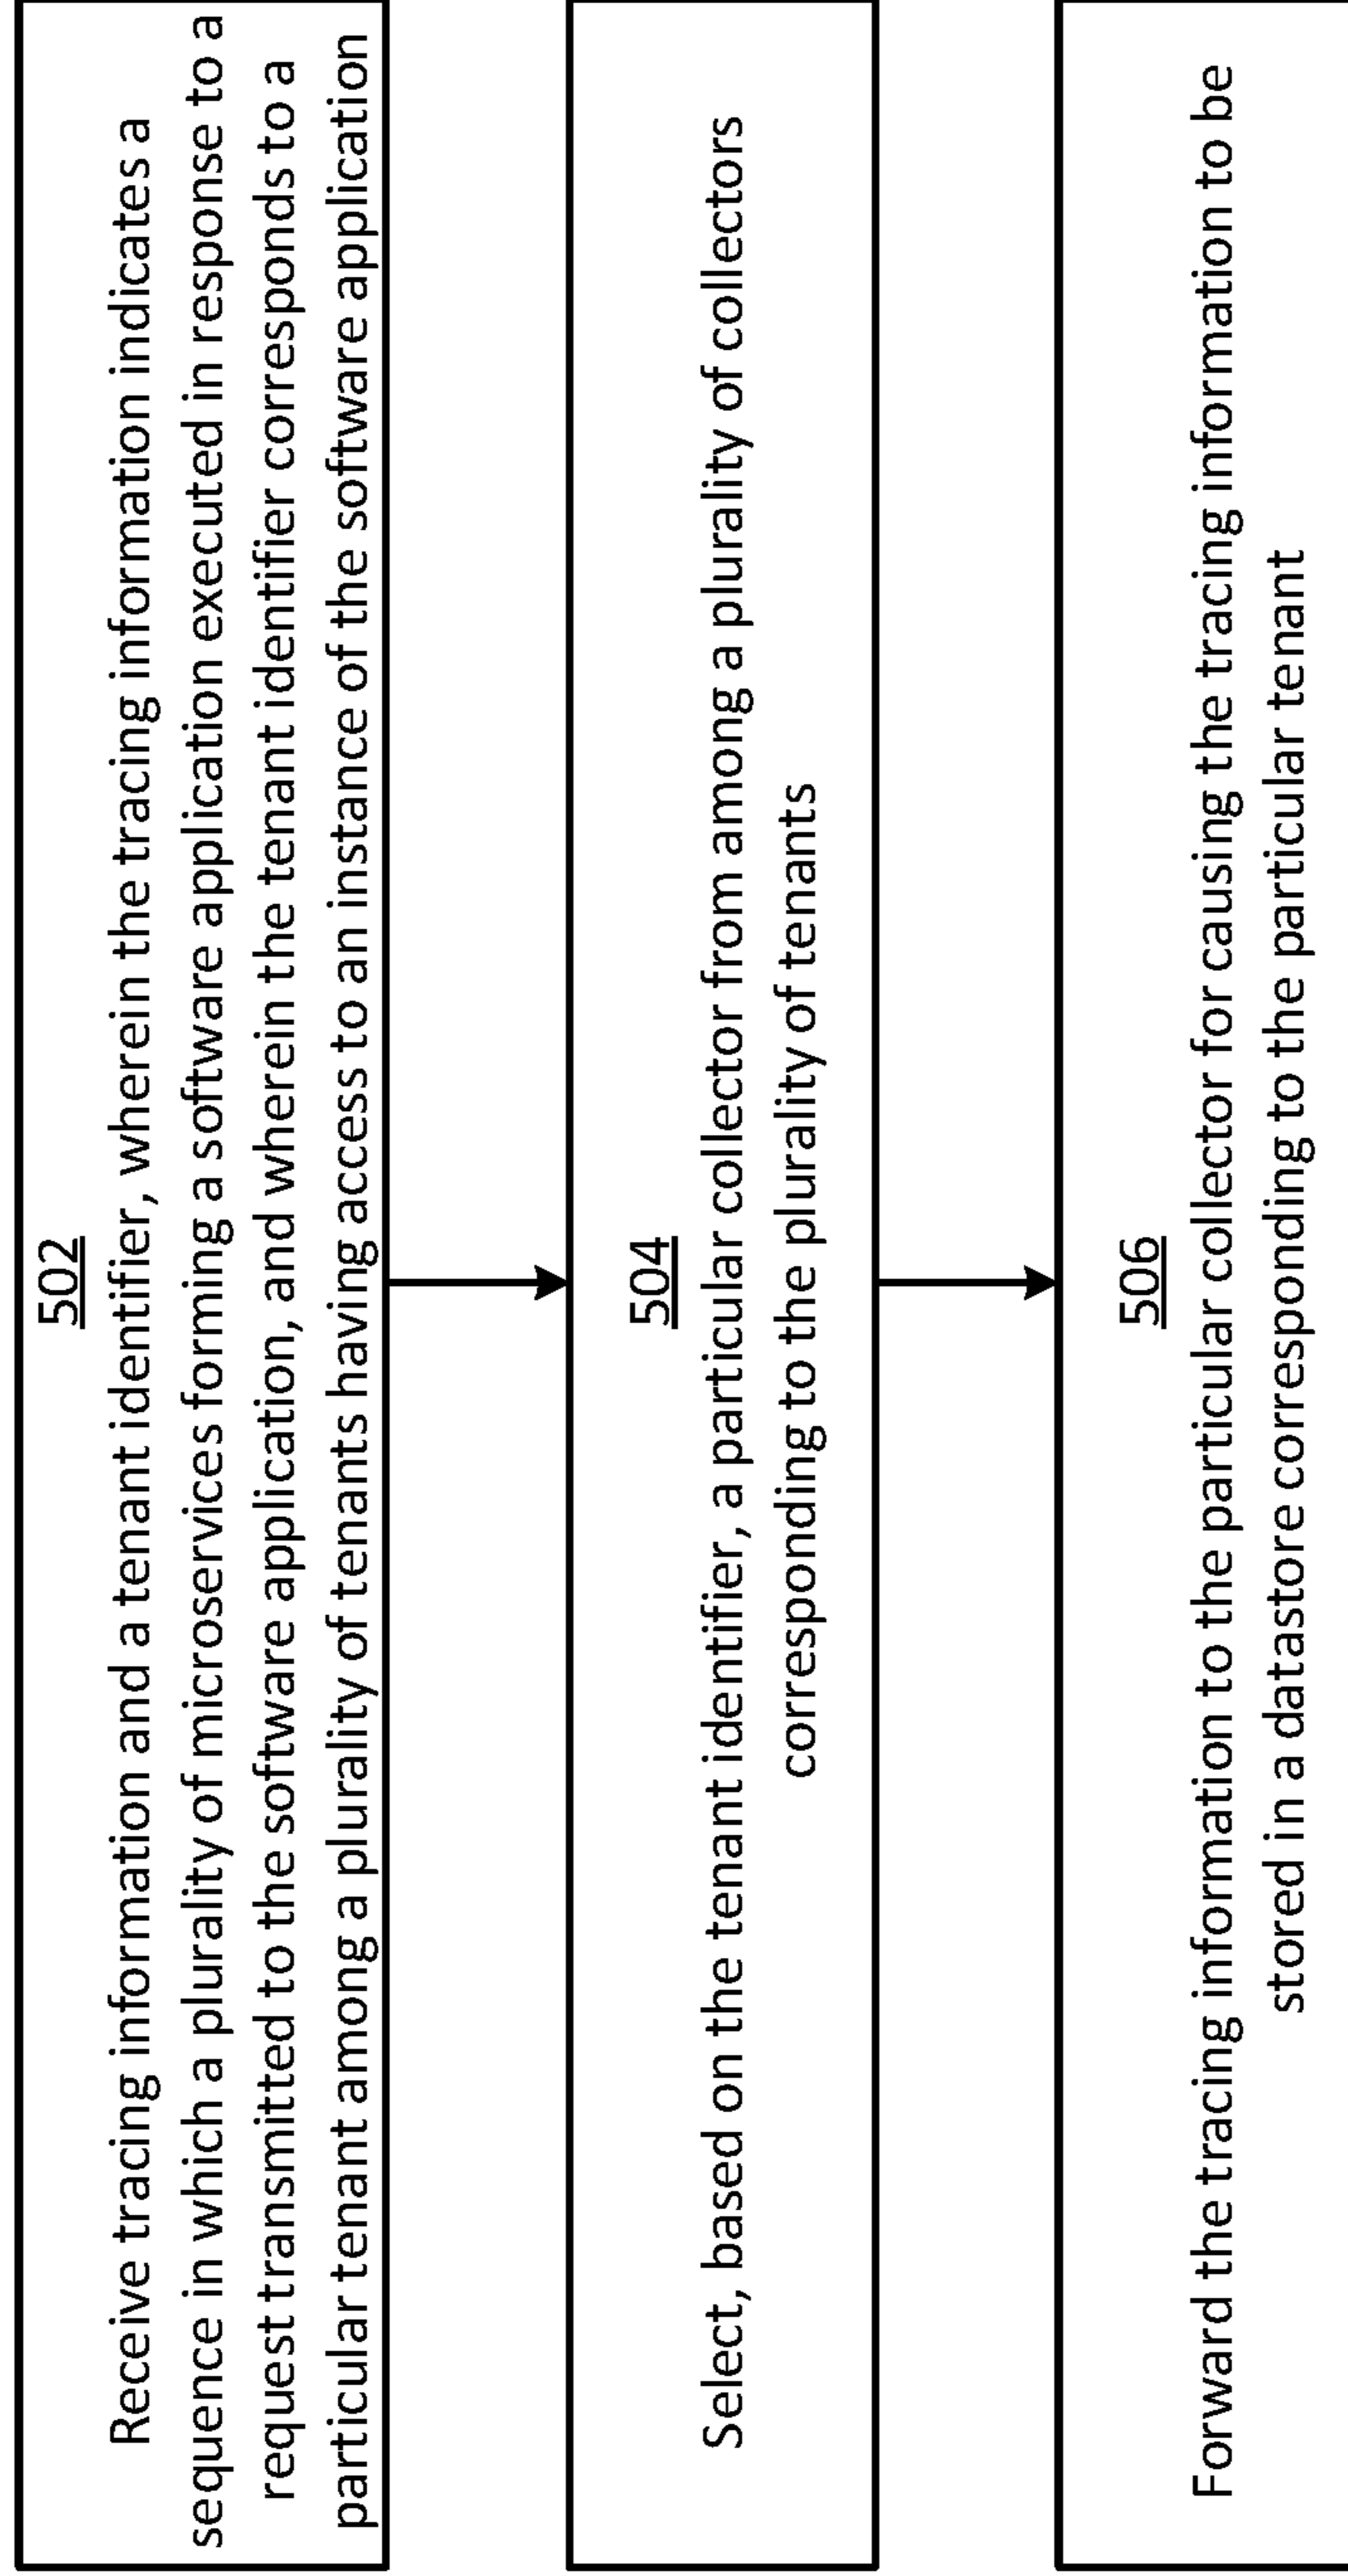 502
Receive tracing information and a tenant identifier, wherein the tracing information indicates a
sequence in which a plurality of microservices forming a software application executed in response to a
request transmitted to the software application, and wherein the tenant identifier corresponds to a
particular tenant among a plurality of tenants having access to an instance of the software application
504
Select, based on the tenant identifier, a particular collector from among a plurality of collectors
corresponding to the plurality of tenants
506
Forward the tracing information to the particular collector for causing the tracing information to be
stored in a datastore corresponding to the particular tenant